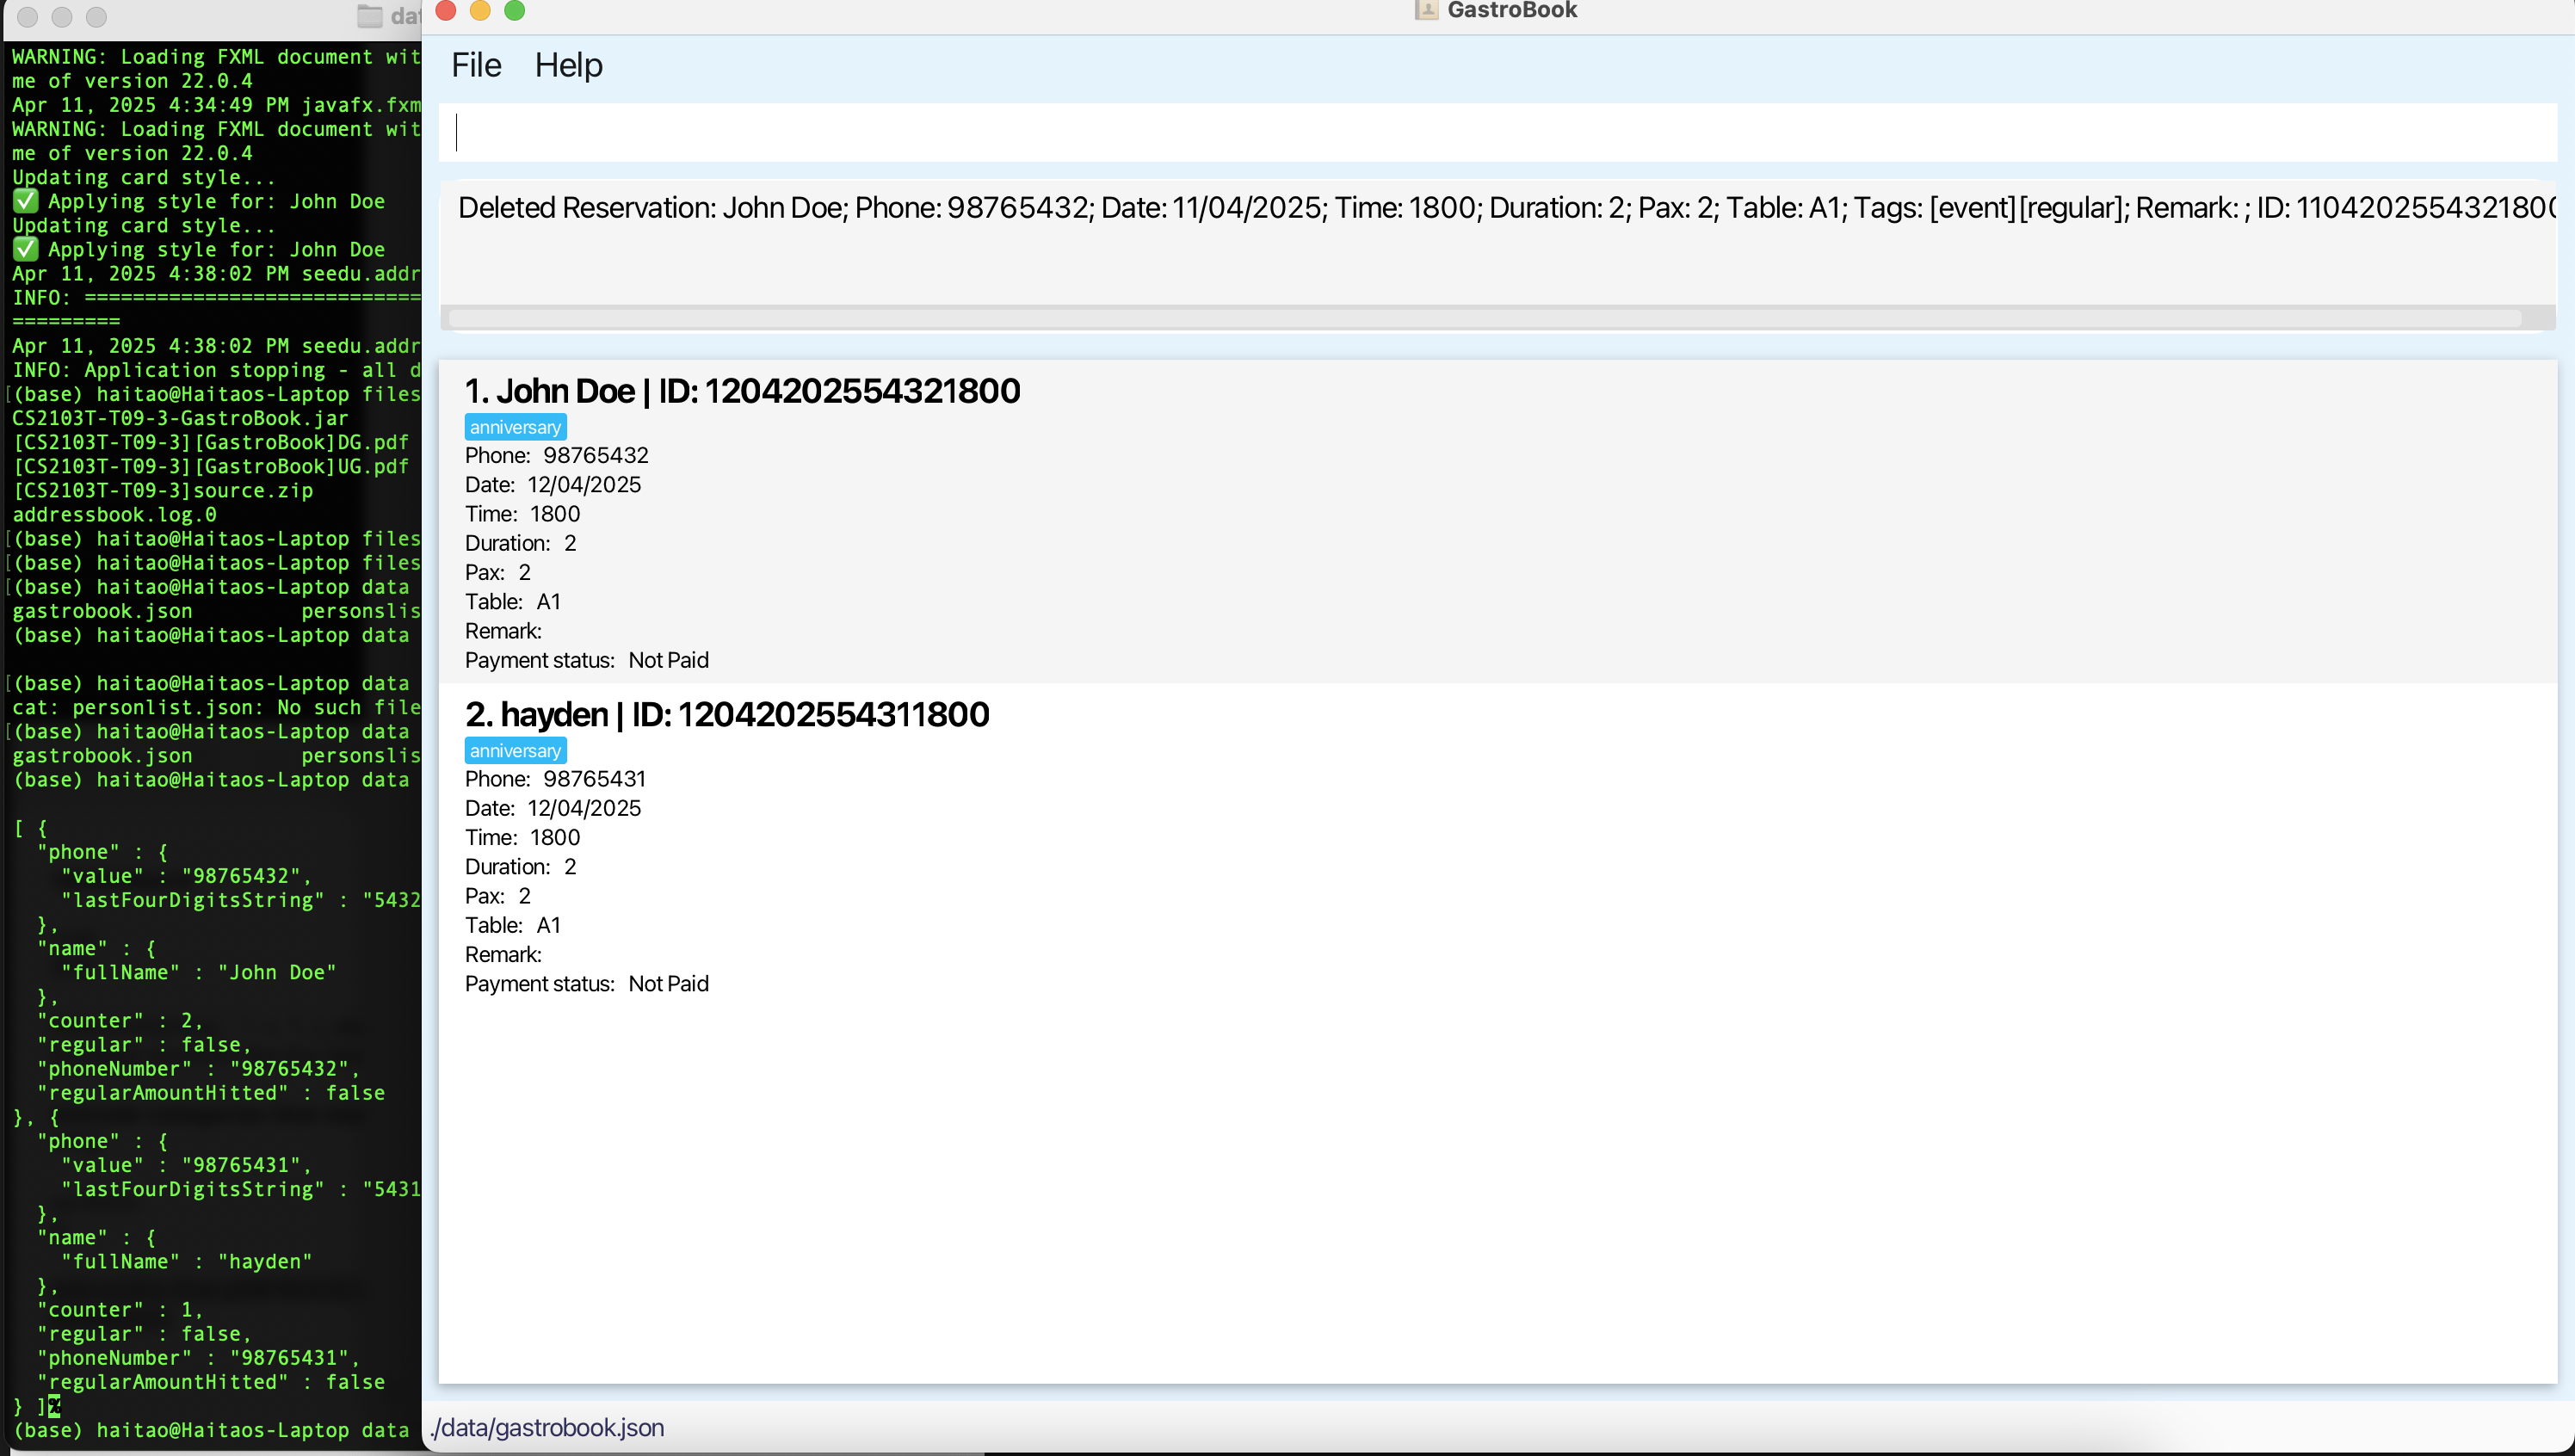 dat
WARNING: Loading FXML document wit
me of version 22.0.4
Apr 11, 2025 4:34:49 PM javafx.fxm
WARNING: Loading FXML document wit
me of version 22.0.4
Updating card style...
✅ Applying style for: John Doe
Updating card style...
✅ Applying style for: John Doe
Apr 11, 2025 4:38:02 PM seedu.addr
INFO: ============================
=========
Apr 11, 2025 4:38:02 PM seedu.addr
INFO: Application stopping - all d
[(base) haitao@Haitaos-Laptop files
CS2103T-T09-3-GastroBook.jar
[CS2103T-T09-3][GastroBook]DG.pdf
[CS2103T-T09-3][GastroBook]UG.pdf
[CS2103T-T09-3]source.zip
addressbook.log.0
[(base) haitao@Haitaos-Laptop files
[(base) haitao@Haitaos-Laptop files
[(base) haitao@Haitaos-Laptop data
gastrobook.json personslis
(base) haitao@Haitaos-Laptop data
[(base) haitao@Haitaos-Laptop data
cat: personlist.json: No such file
[(base) haitao@Haitaos-Laptop data
gastrobook.json personslis
(base) haitao@Haitaos-Laptop data
[ {
"phone" : {
"value" : "98765432",
"lastFourDigitsString" : "5432
},
"name" : {
"fullName" : "John Doe"
},
"counter" : 2,
"regular" : false,
"phoneNumber" : "98765432",
"regularAmountHitted" : false
}, {
"phone" : {
"value" : "98765431",
"lastFourDigitsString" : "5431
},
"name" : {
"fullName" : "hayden"
},
"counter" : 1,
"regular" : false,
"phoneNumber" : "98765431",
"regularAmountHitted" : false
} ]%
(base) haitao@Haitaos-Laptop data
GastroBook
File Help
Deleted Reservation: John Doe; Phone: 98765432; Date: 11/04/2025; Time: 1800; Duration: 2; Pax: 2; Table: A1; Tags: [event][regular]; Remark: ; ID: 1104202554321800
1. John Doe | ID: 1204202554321800
anniversary
Phone: 98765432
Date: 12/04/2025
Time: 1800
Duration: 2
Pax: 2
Table: A1
Remark:
Payment status: Not Paid
2. hayden | ID: 1204202554311800
anniversary
Phone: 98765431
Date: 12/04/2025
Time: 1800
Duration: 2
Pax: 2
Table: A1
Remark:
Payment status: Not Paid
./data/gastrobook.json